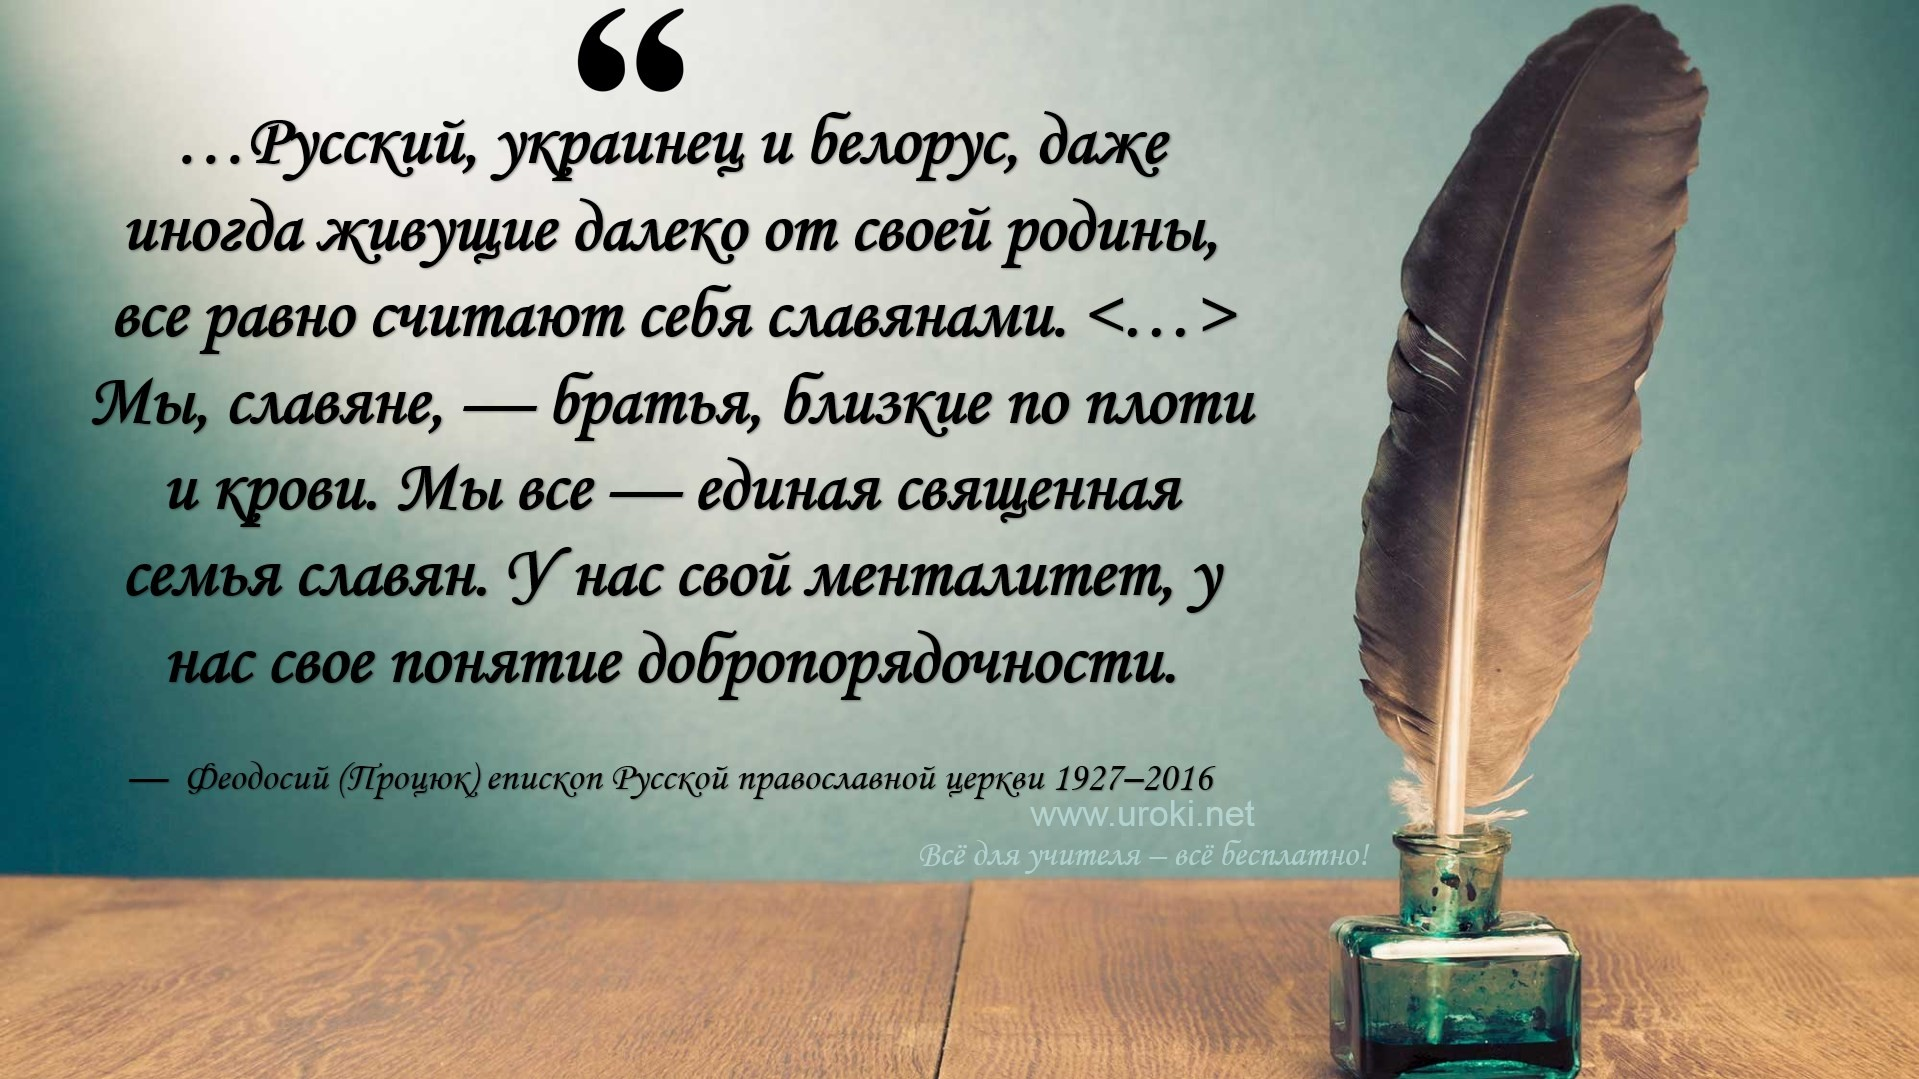 “
…Русский, украинец и белорус, даже
иногда живущие далеко от своей родины,
все равно считают себя славянами. <…>
Мы, славяне, — братья, близкие по плоти
и крови. Мы все — единая священная
семья славян. У нас свой менталитет, у
нас свое понятие добропорядочности.
— Феодосий (Процюк) епископ Русской православной церкви 1927–2016
www.uroki.net
Всё для учителя – всё бесплатно!